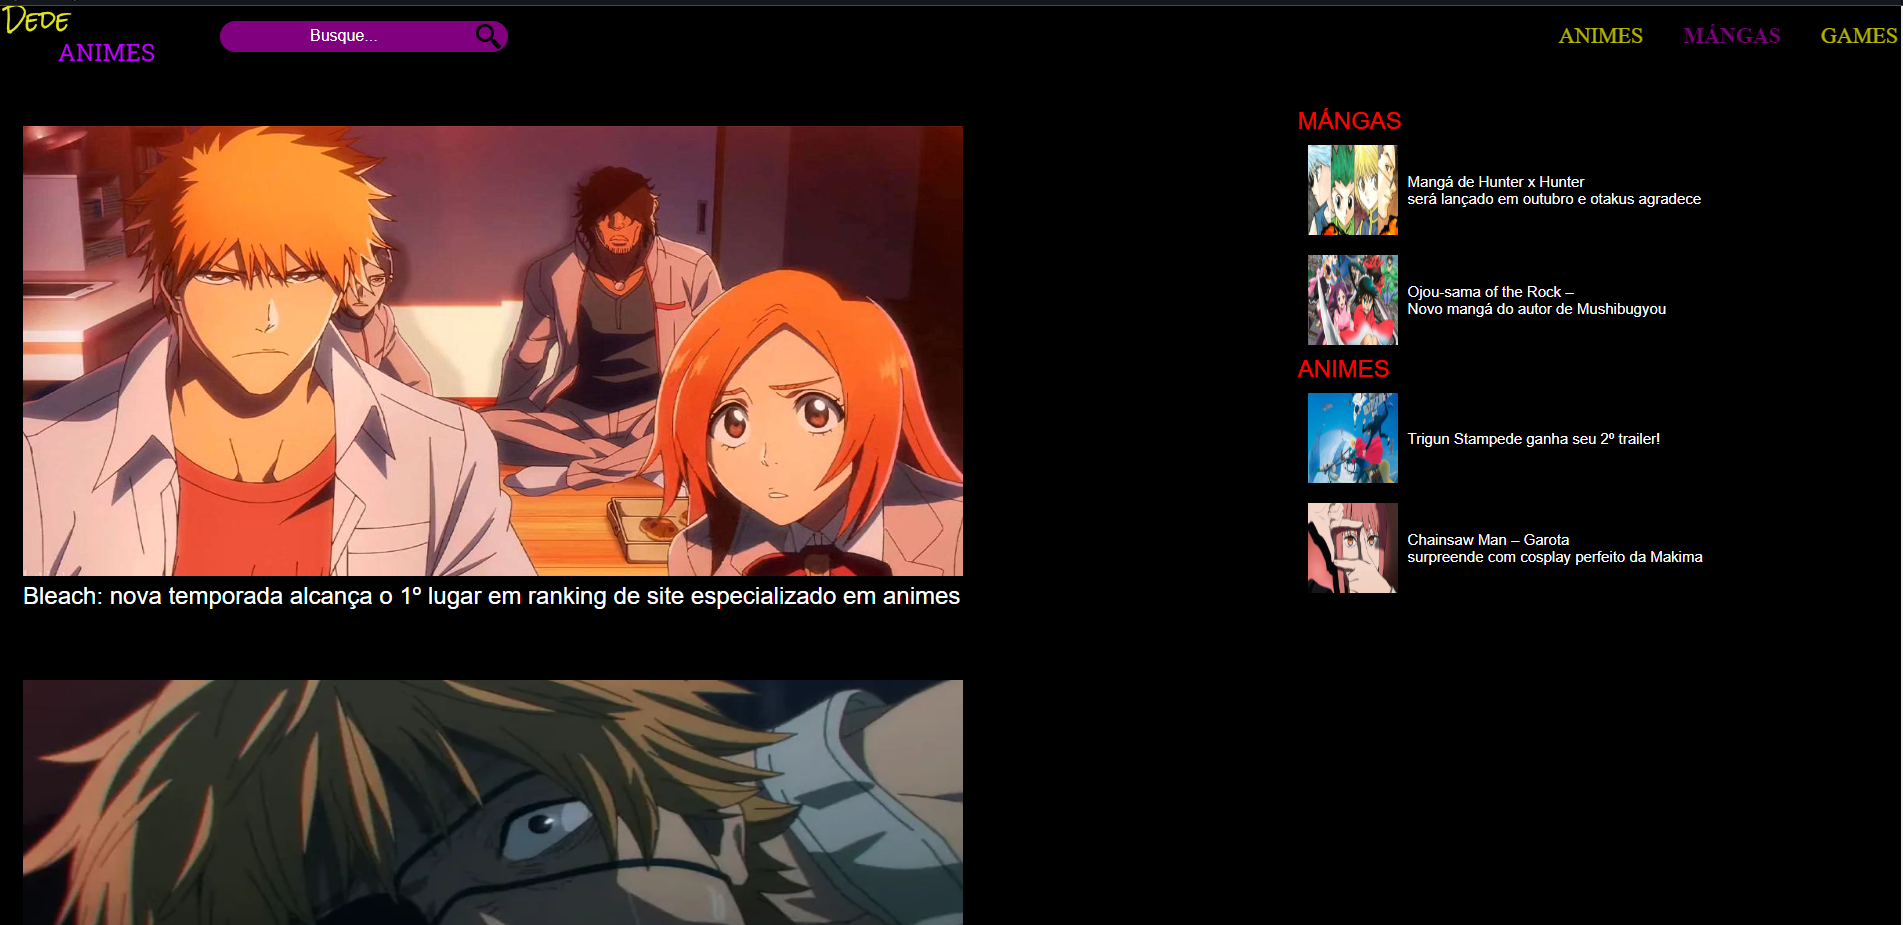 Dede
ANIMES
Busque...
ANIMES
MÁNGAS
GAMES
Bleach: nova temporada alcança o 1º lugar em ranking de site especializado em animes
MÁNGAS
Mangá de Hunter x Hunter
será lançado em outubro e otakus agradece
Ojou-sama of the Rock –
Novo mangá do autor de Mushibugyou
ANIMES
Trigun Stampede ganha seu 2º trailer!
Chainsaw Man – Garota
surpreende com cosplay perfeito da Makima